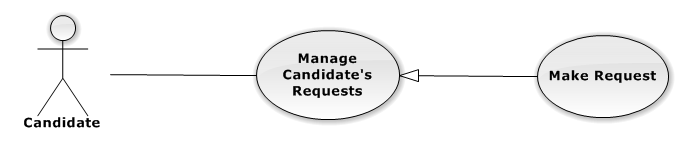 Manage
Candidate's
Requests
Make Request
Candidate